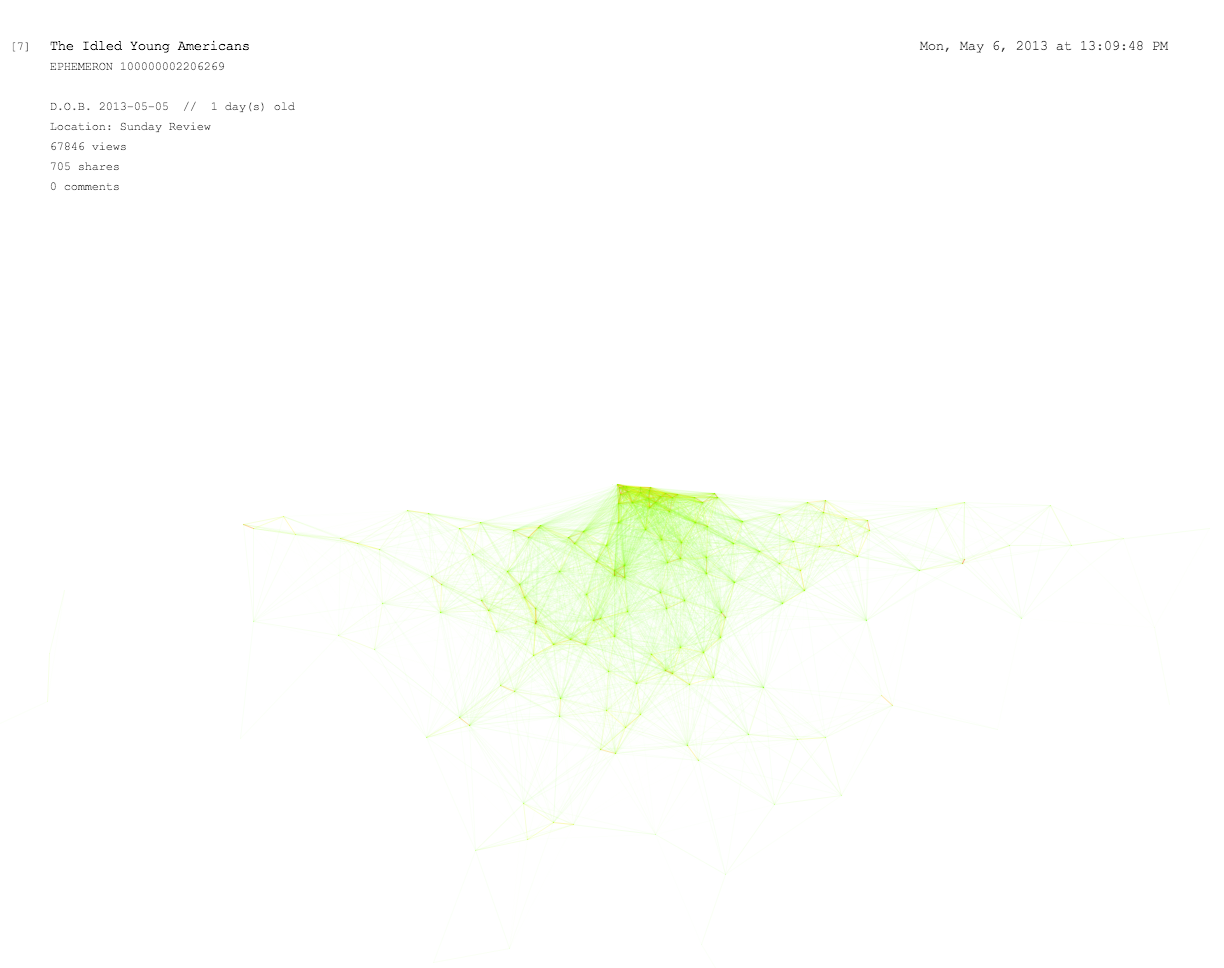 [7] The Idled Young Americans
Mon, May 6, 2013 at 13:09:48 PM
EPHEMERON 100000002206269
D.O.B. 2013-05-05 // 1 day(s) old
Location: Sunday Review
67846 views
705 shares
0 comments